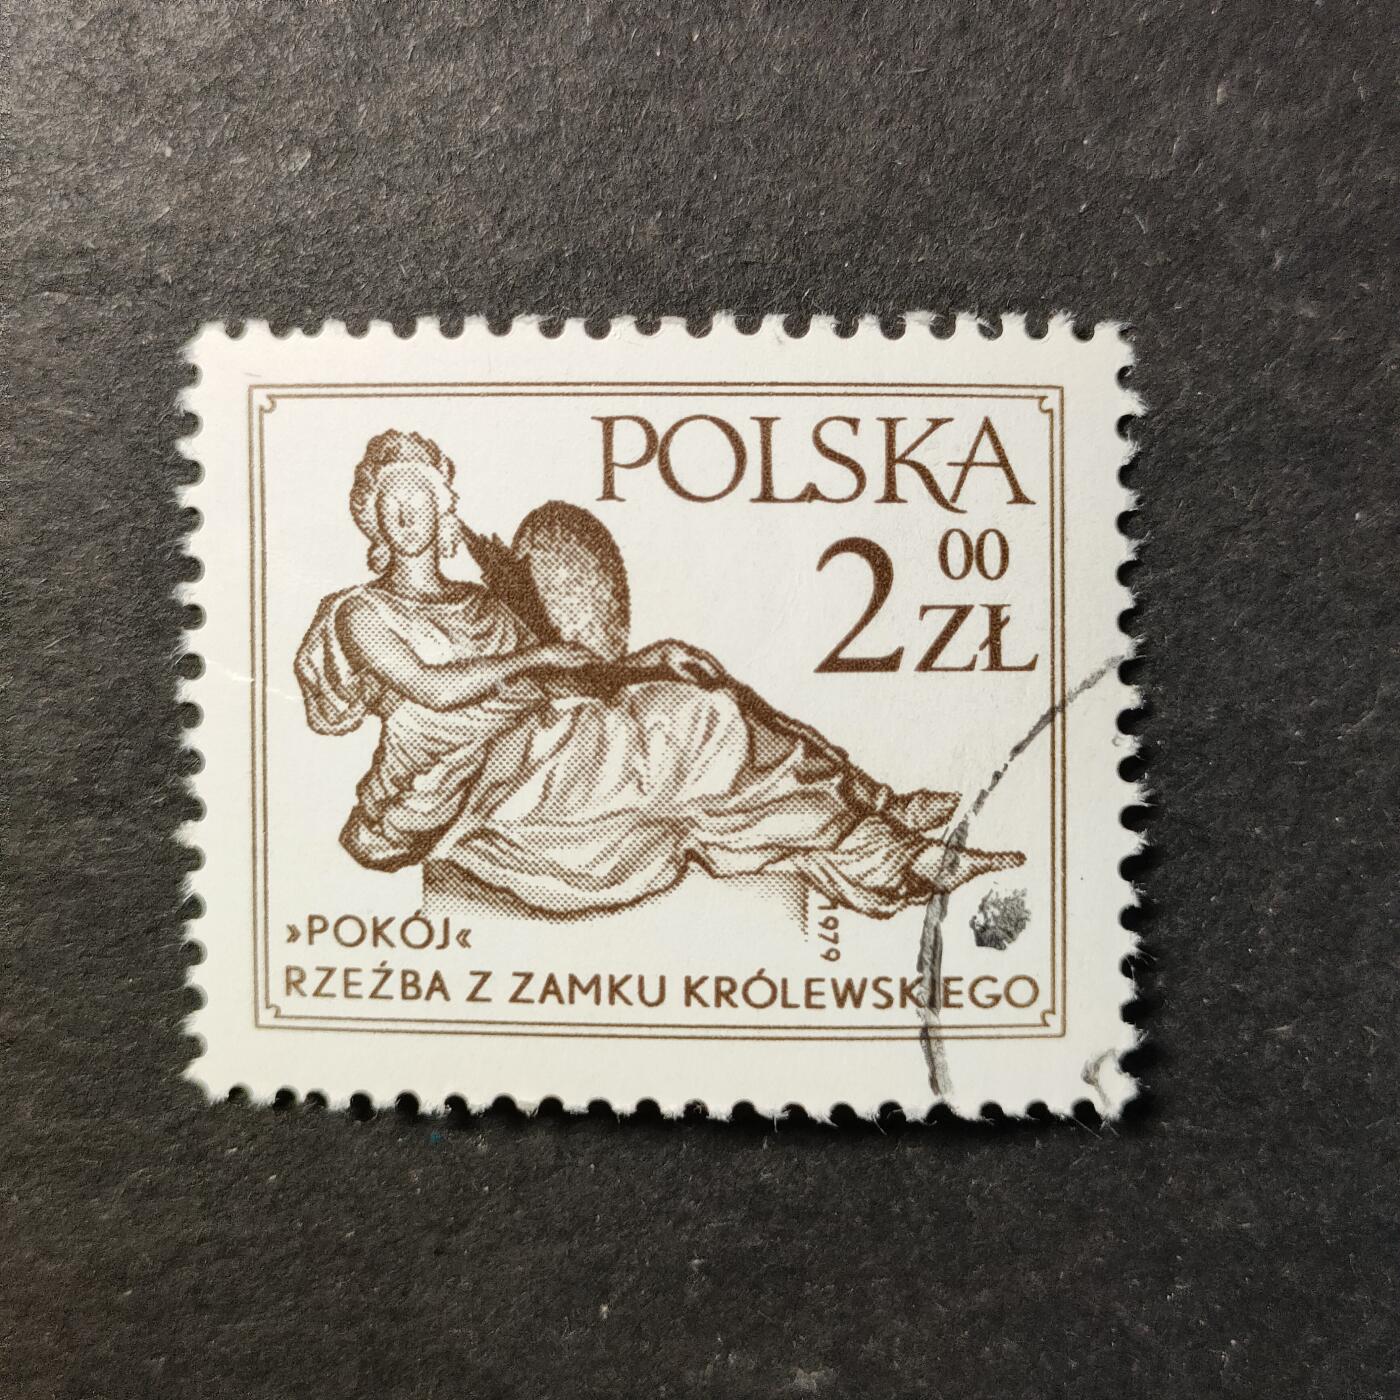 POLSKA
2 00 ZŁ
1979
»POKÓJ«
RZEŹBA Z ZAMKU KRÓLEWSKIEGO